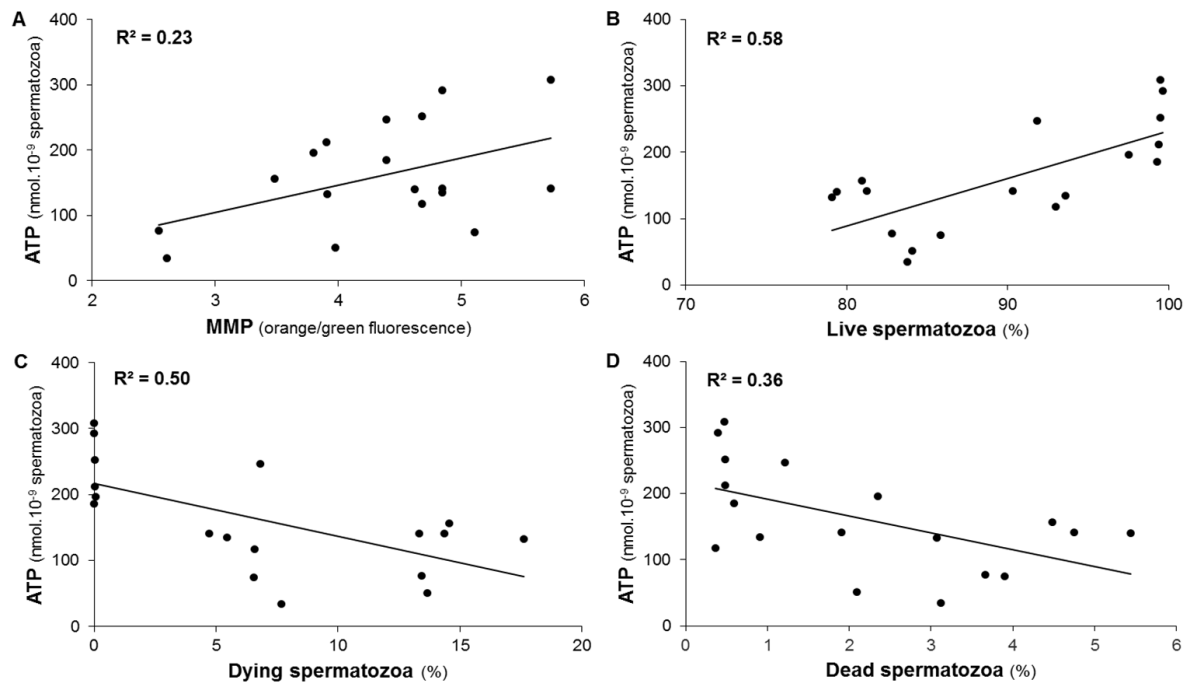 A
R² = 0.23
400
300
200
100
0
ATP (nmol.10⁻⁹ spermatozoa)
2 3 4 5 6
MMP (orange/green fluorescence)
B
R² = 0.58
400
300
200
100
0
ATP (nmol.10⁻⁹ spermatozoa)
70 80 90 100
Live spermatozoa (%)
C
R² = 0.50
400
300
200
100
0
ATP (nmol.10⁻⁹ spermatozoa)
0 5 10 15 20
Dying spermatozoa (%)
D
R² = 0.36
400
300
200
100
0
ATP (nmol.10⁻⁹ spermatozoa)
0 1 2 3 4 5 6
Dead spermatozoa (%)